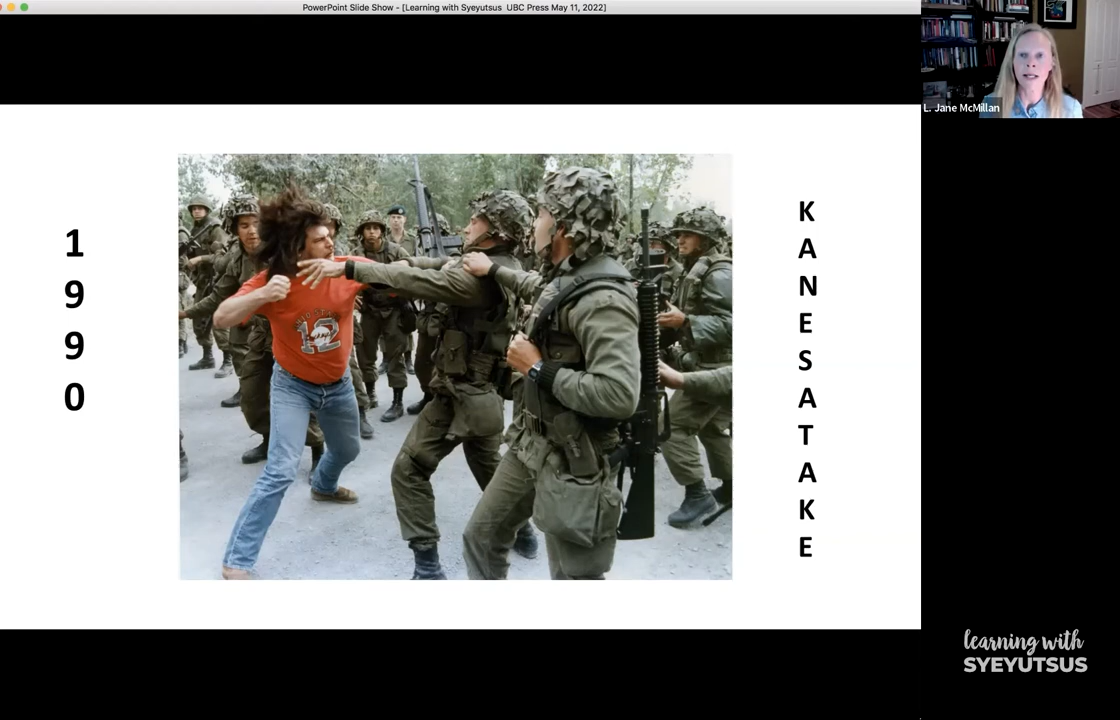 PowerPoint Slide Show - [Learning with Syeyutsus UBC Press May 11, 2022]
L. Jane McMillan
1
9
9
0
12
K
A
N
E
S
A
T
A
K
E
learning with
SYEYUTSUS